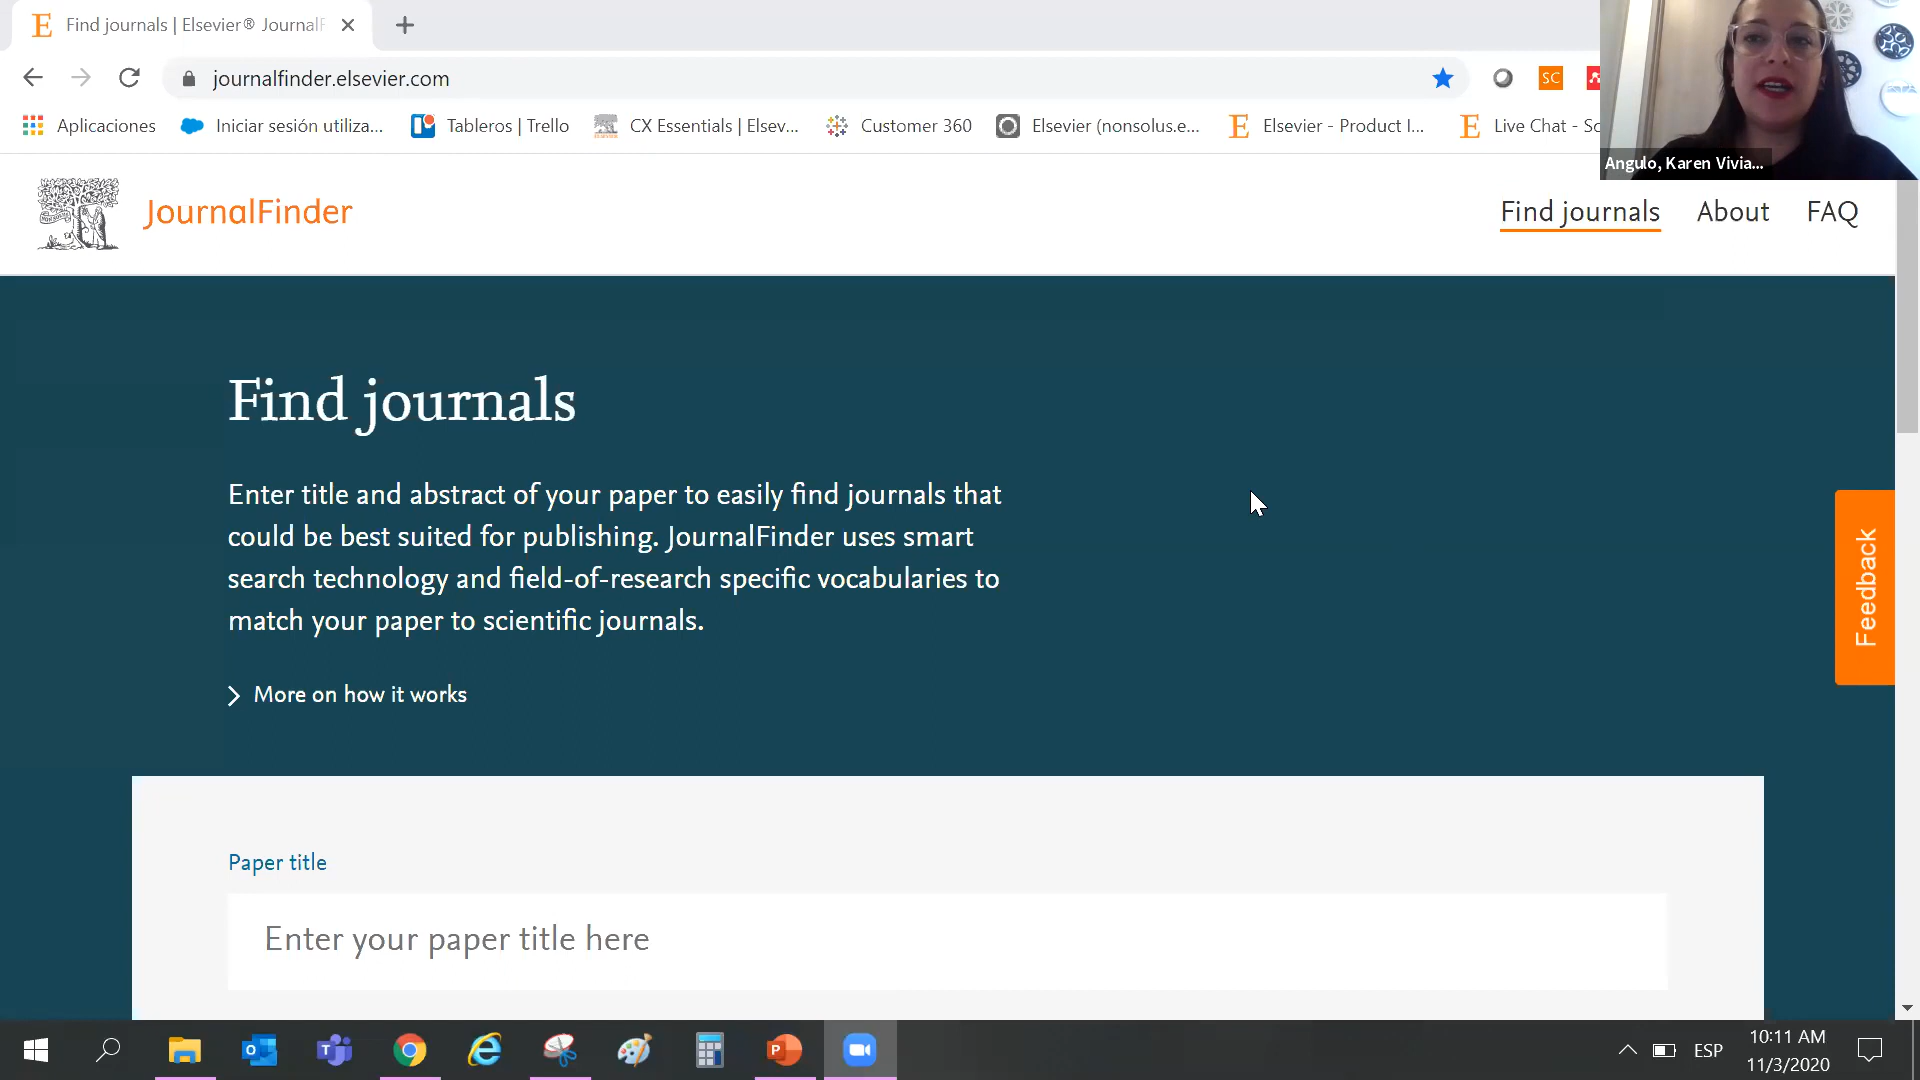 E Find journals | Elsevier® JournalF
journalfinder.elsevier.com
SC
Aplicaciones
Iniciar sesión utiliza...
Tableros | Trello
CX Essentials | Elsev...
Customer 360
E Elsevier (nonsolus.e...
E Elsevier - Product I...
E Live Chat - Sc
Angulo, Karen Vivia...
JournalFinder
Find journals
About
FAQ
Find journals
Enter title and abstract of your paper to easily find journals that
could be best suited for publishing. JournalFinder uses smart
search technology and field-of-research specific vocabularies to
match your paper to scientific journals.
More on how it works
Feedback
Paper title
Enter your paper title here
ESP
10:11 AM
11/3/2020